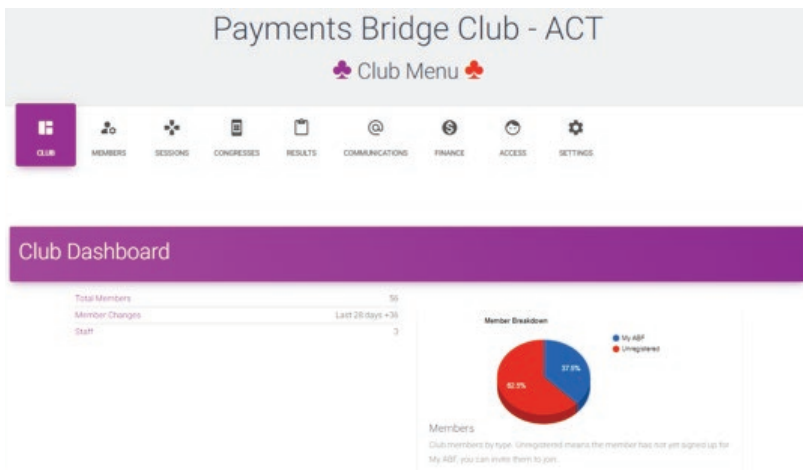 Payments Bridge Club - ACT
♣ Club Menu ♣
CLUB MEMBERS SESSIONS CONGRESSES RESULTS COMMUNICATIONS FINANCE ACCESS SETTINGS
Club Dashboard
Total Members 56
Member Changes Last 28 days +36
Staff 3
Member Breakdown
My ABF
Unregistered
37.5%
62.5%
Members
Club members by type. Unregistered means the member has not yet signed up for
My ABF, you can invite them to join.